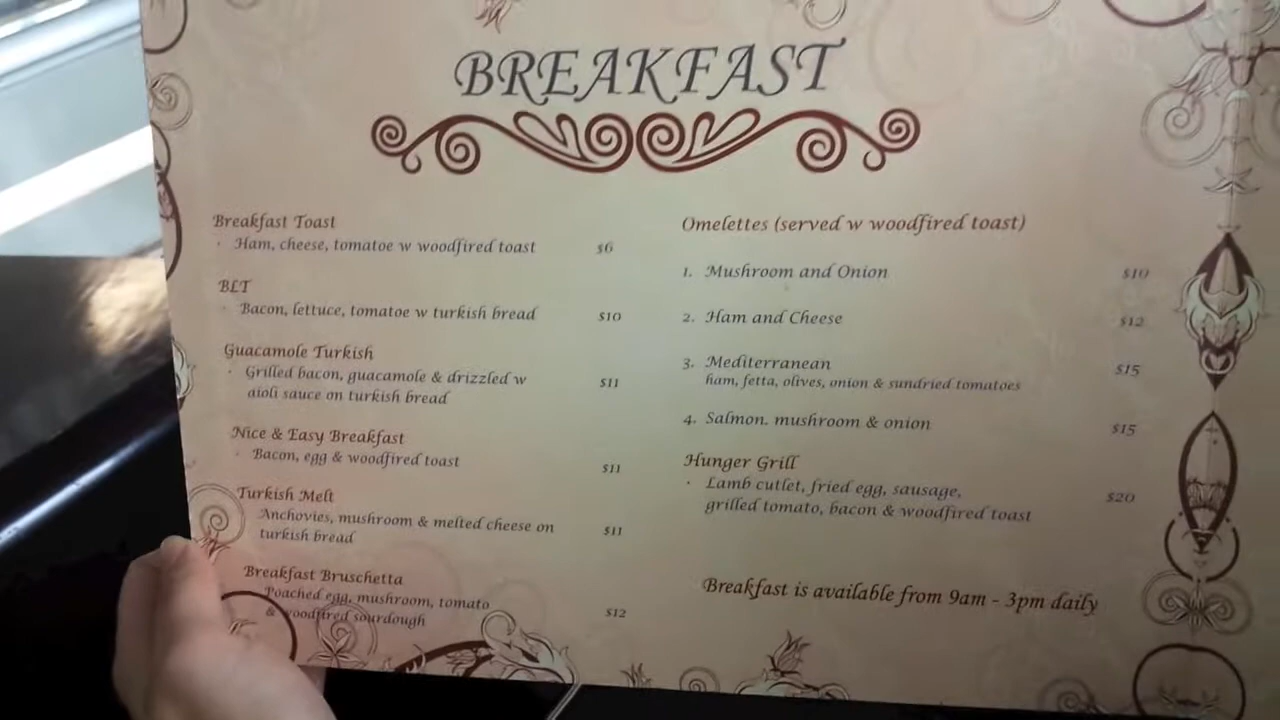 BREAKFAST
Breakfast Toast
· Ham, cheese, tomatoe w woodfired toast $6
BLT
· Bacon, lettuce, tomatoe w turkish bread $10
Guacamole Turkish
· Grilled bacon, guacamole & drizzled w
aioli sauce on turkish bread $11
Nice & Easy Breakfast
· Bacon, egg & woodfired toast $11
Turkish Melt
Anchovies, mushroom & melted cheese on
turkish bread $11
Breakfast Bruschetta
Poached egg, mushroom, tomato
& woodfired sourdough $12
Omelettes (served w woodfired toast)
1. Mushroom and Onion $10
2. Ham and Cheese $12
3. Mediterranean $15
ham, fetta, olives, onion & sundried tomatoes
4. Salmon. mushroom & onion $15
Hunger Grill
· Lamb cutlet, fried egg, sausage, $20
grilled tomato, bacon & woodfired toast
Breakfast is available from 9am - 3pm daily